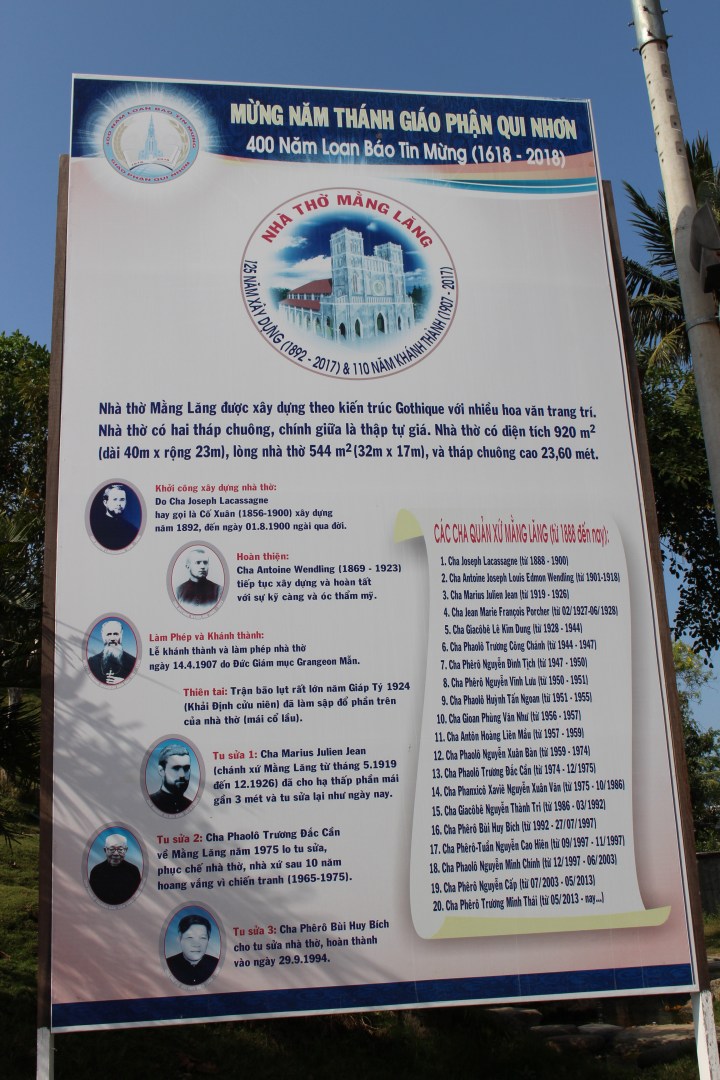 100 NĂM LOAN BÁO TIN MỪNG
GIÁO PHẬN QUI NHƠN
MỪNG NĂM THÁNH GIÁO PHẬN QUI NHƠN
400 Năm Loan Báo Tin Mừng (1618 - 2018)
NHÀ THỜ MẰNG LĂNG
125 NĂM XÂY DỰNG (1892 - 2017) & 110 NĂM KHÁNH THÀNH (1907 - 2017)
Nhà thờ Mằng Lăng được xây dựng theo kiến trúc Gothique với nhiều hoa văn trang trí.
Nhà thờ có hai tháp chuông, chính giữa là thập tự giá. Nhà thờ có diện tích 920 m²
(dài 40m x rộng 23m), lòng nhà thờ 544 m² (32m x 17m), và tháp chuông cao 23,60 mét.
Khởi công xây dựng nhà thờ:
Do Cha Joseph Lacassagne
hay gọi là Cố Xuân (1856-1900) xây dựng
năm 1892, đến ngày 01.8.1900 ngài qua đời.
Hoàn thiện:
Cha Antoine Wendling (1869 - 1923)
tiếp tục xây dựng và hoàn tất
với sự kỹ càng và óc thẩm mỹ.
Làm Phép và Khánh thành:
Lễ khánh thành và làm phép nhà thờ
ngày 14.4.1907 do Đức Giám mục Grangeon Mẫn.
Thiên tai: Trận bão lụt rất lớn năm Giáp Tý 1924
(Khải Định cửu niên) đã làm sập đổ phần trên
của nhà thờ (mái cổ lầu).
Tu sửa 1: Cha Marius Julien Jean
(chánh xứ Mằng Lăng từ tháng 5.1919
đến 12.1926) đã cho hạ thấp phần mái
gần 3 mét và tu sửa lại như ngày nay.
Tu sửa 2: Cha Phaolô Trương Đắc Cần
về Mằng Lăng năm 1975 lo tu sửa,
phục chế nhà thờ, nhà xứ sau 10 năm
hoang vắng vì chiến tranh (1965-1975).
Tu sửa 3: Cha Phêrô Bùi Huy Bích
cho tu sửa nhà thờ, hoàn thành
vào ngày 29.9.1994.
CÁC CHA QUẢN XỨ MẰNG LĂNG (từ 1888 đến nay):
1. Cha Joseph Lacassagne (từ 1888 - 1900)
2. Cha Antoine Joseph Louis Edmon Wendling (từ 1901-1918)
3. Cha Marius Julien Jean (từ 1919 - 1926)
4. Cha Jean Marie François Porcher (từ 02/1927-06/1928)
5. Cha Giacôbê Lê Kim Dung (từ 1928 - 1944)
6. Cha Phaolô Trương Công Chánh (từ 1944 - 1947)
7. Cha Phêrô Nguyễn Đình Tịch (từ 1947 - 1950)
8. Cha Phêrô Nguyễn Vĩnh Lưu (từ 1950 - 1951)
9. Cha Phaolô Huỳnh Tấn Ngoan (từ 1951 - 1955)
10. Cha Gioan Phùng Văn Như (từ 1956 - 1957)
11. Cha Antôn Hoàng Liên Mầu (từ 1957 - 1959)
12. Cha Phaolô Nguyễn Xuân Bàn (từ 1959 - 1974)
13. Cha Phaolô Trương Đắc Cần (từ 1974 - 12/1975)
14. Cha Phanxicô Xaviê Nguyễn Xuân Văn (từ 1975 - 10/1986)
15. Cha Giacôbê Nguyễn Thành Tri (từ 1986 - 03/1992)
16. Cha Phêrô Bùi Huy Bích (từ 1992 - 27/07/1997)
17. Cha Phêrô-Tuấn Nguyễn Cao Hiên (từ 09/1997 - 11/1997)
18. Cha Phaolô Nguyễn Minh Chính (từ 12/1997 - 06/2003)
19. Cha Phêrô Nguyễn Cấp (từ 07/2003 - 05/2013)
20. Cha Phêrô Trương Minh Thái (từ 05/2013 - nay...)